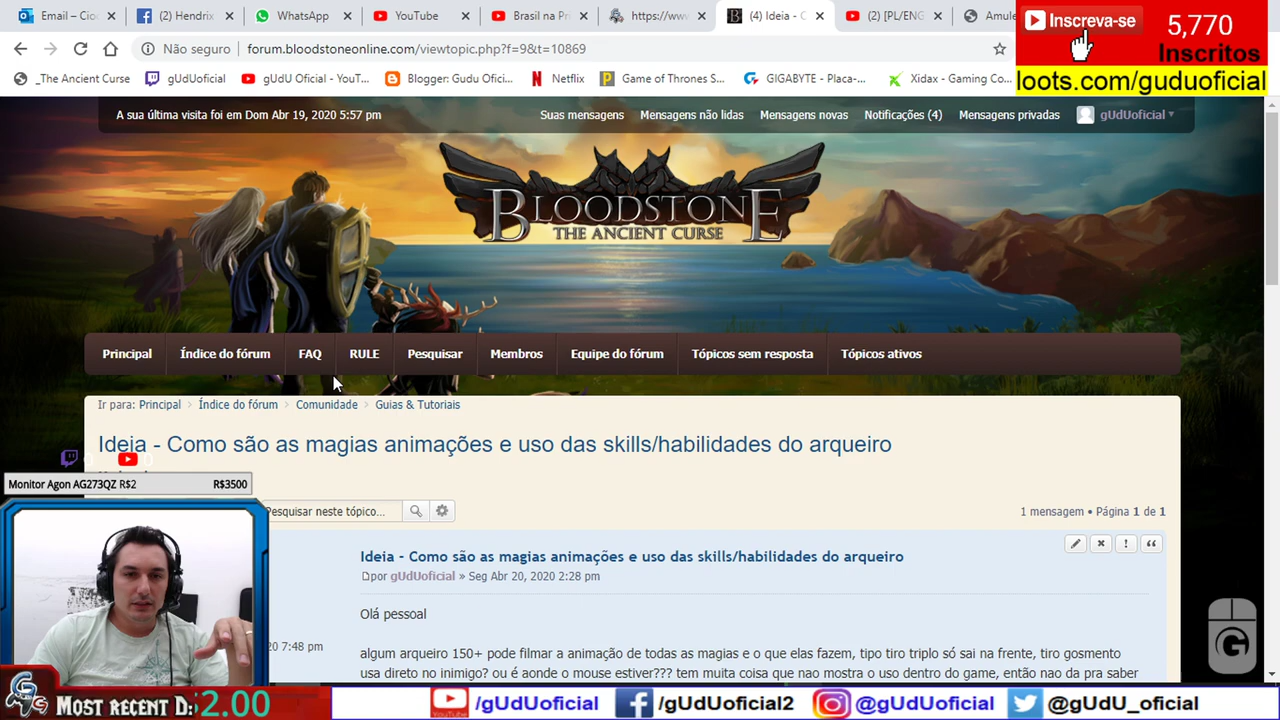 Email – Cioc
(2) Hendrix
WhatsApp
YouTube
Brasil na Pri
https://www
(4) Ideia - C
(2) [PL/ENG
Amule
Inscreva-se
5,770
Inscritos
loots.com/guduoficial
Não seguro
forum.bloodstoneonline.com/viewtopic.php?f=9&t=10869
_The Ancient Curse
gUdUoficial
gUdU Oficial - YouT...
Blogger: Gudu Ofici...
Netflix
Game of Thrones S...
GIGABYTE - Placa-...
Xidax - Gaming Co...
A sua última visita foi em Dom Abr 19, 2020 5:57 pm
Suas mensagens
Mensagens não lidas
Mensagens novas
Notificações (4)
Mensagens privadas
gUdUoficial
BLOODSTONE
THE ANCIENT CURSE
Principal
Índice do fórum
FAQ
RULE
Pesquisar
Membros
Equipe do fórum
Tópicos sem resposta
Tópicos ativos
Ir para: Principal > Índice do fórum > Comunidade > Guias & Tutoriais
Ideia - Como são as magias animações e uso das skills/habilidades do arqueiro
0
0
Monitor Agon AG273QZ R$2
R$3500
Pesquisar neste tópico…
1 mensagem • Página 1 de 1
Ideia - Como são as magias animações e uso das skills/habilidades do arqueiro
por gUdUoficial » Seg Abr 20, 2020 2:28 pm
Olá pessoal
20 7:48 pm
algum arqueiro 150+ pode filmar a animação de todas as magias e o que elas fazem, tipo tiro triplo só sai na frente, tiro gosmento
usa direto no inimigo? ou é aonde o mouse estiver??? tem muita coisa que nao mostra o uso dentro do game, então nao da pra saber
G
Most recent D:
$2.00
YouTube
/gUdUoficial
/gUdUoficial2
@gUdUoficial
@gUdU_oficial